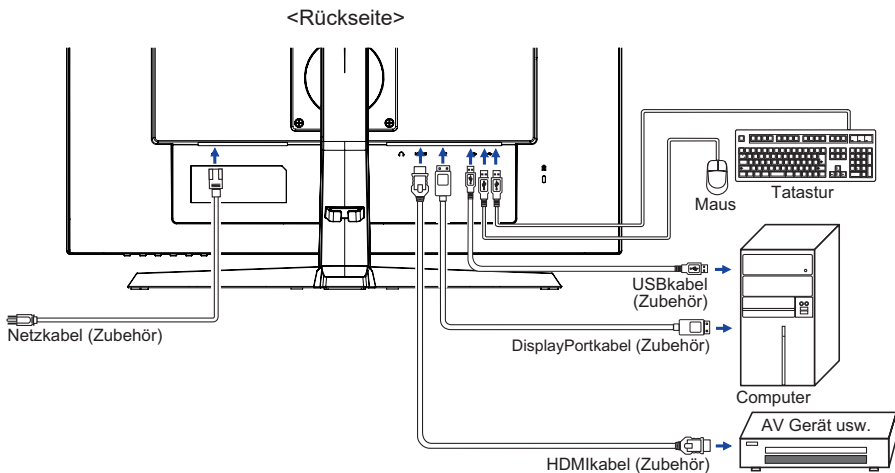 <Rückseite>
Maus
Tatastur
USBkabel
(Zubehör)
Netzkabel (Zubehör)
DisplayPortkabel (Zubehör)
Computer
AV Gerät usw.
HDMIkabel (Zubehör)